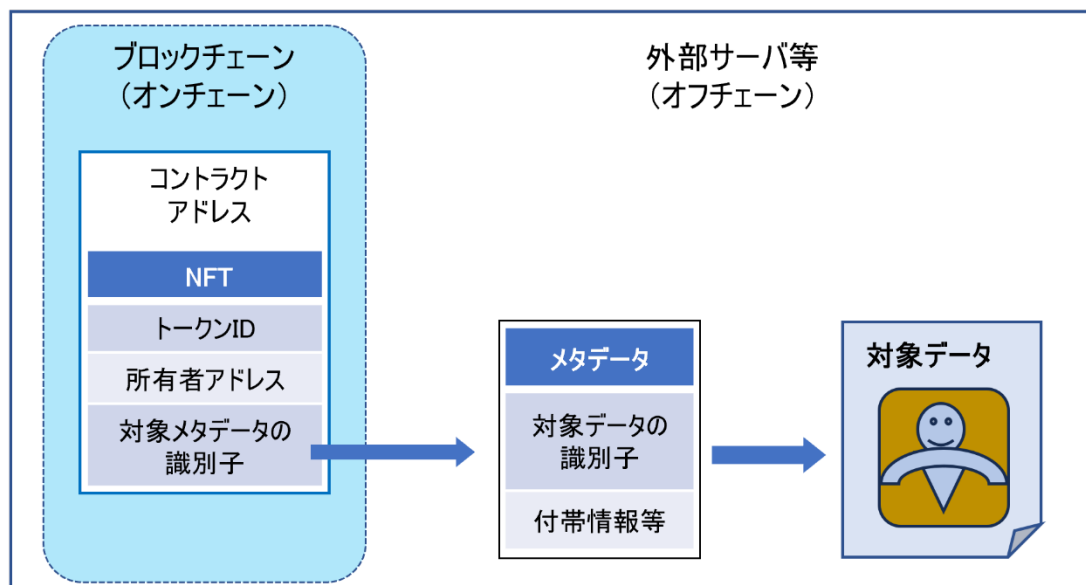 ブロックチェーン
（オンチェーン）
外部サーバ等
（オフチェーン）
コントラクト
アドレス
NFT
トークンID
所有者アドレス
対象メタデータの
識別子
メタデータ
対象データの
識別子
付帯情報等
対象データ